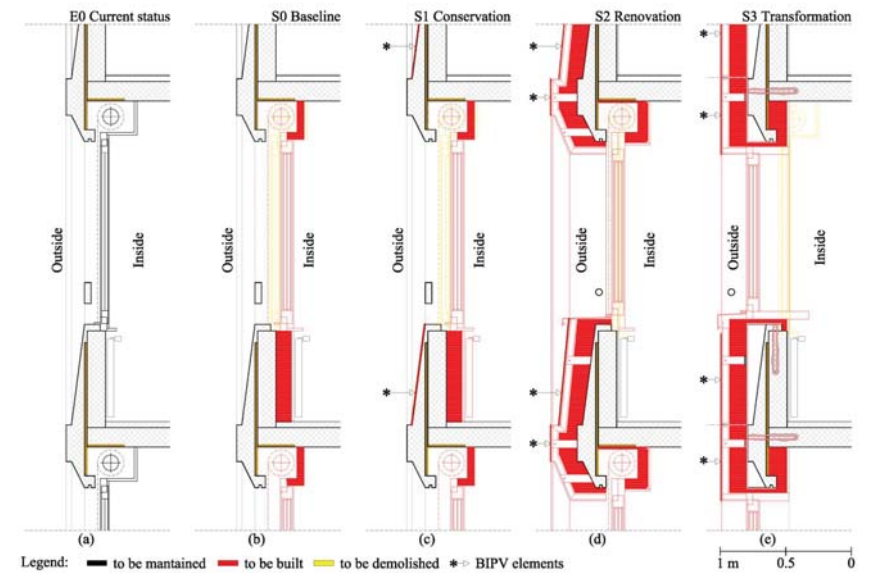 E0 Current status
S0 Baseline
S1 Conservation
S2 Renovation
S3 Transformation
*
*
*
*
*
Outside
Inside
Outside
Inside
Outside
Inside
Outside
Inside
Outside
Inside
*
*
*
*
*
(a)
(b)
(c)
(d)
(e)
Legend:
to be mantained
to be built
to be demolished
* BIPV elements
1 m
0.5
0